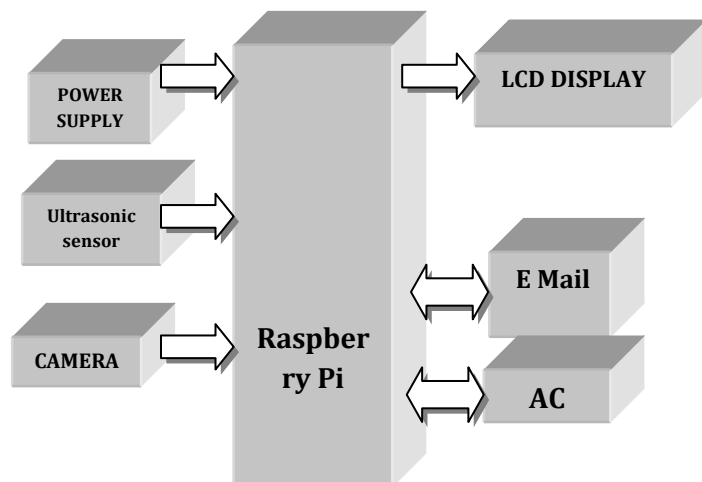 POWER
SUPPLY
LCD DISPLAY
Ultrasonic
sensor
E Mail
CAMERA
Raspber
ry Pi
AC